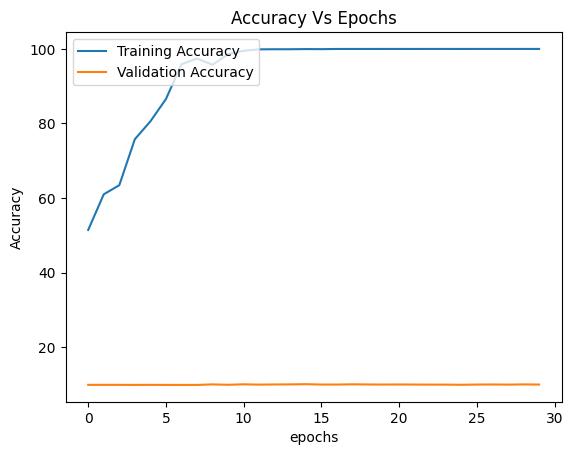 Accuracy Vs Epochs
100
80
60
40
20
Accuracy
Training Accuracy
Validation Accuracy
0 5 10 15 20 25 30
epochs